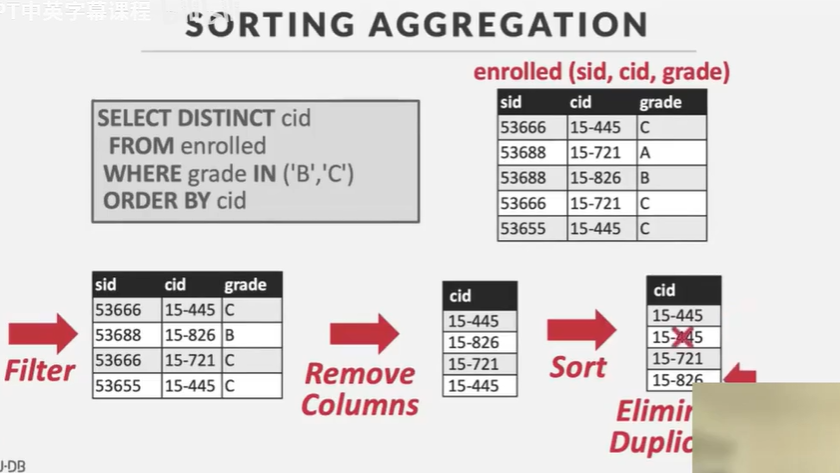 PT中英字幕课程
SORTING AGGREGATION
enrolled (sid, cid, grade)
SELECT DISTINCT cid
FROM enrolled
WHERE grade IN ('B','C')
ORDER BY cid
sid cid grade
53666 15-445 C
53688 15-721 A
53688 15-826 B
53666 15-721 C
53655 15-445 C
Filter
sid cid grade
53666 15-445 C
53688 15-826 B
53666 15-721 C
53655 15-445 C
Remove
Columns
cid
15-445
15-826
15-721
15-445
Sort
cid
15-445
15-445
15-721
15-826
Elimin
Duplic
U·DB